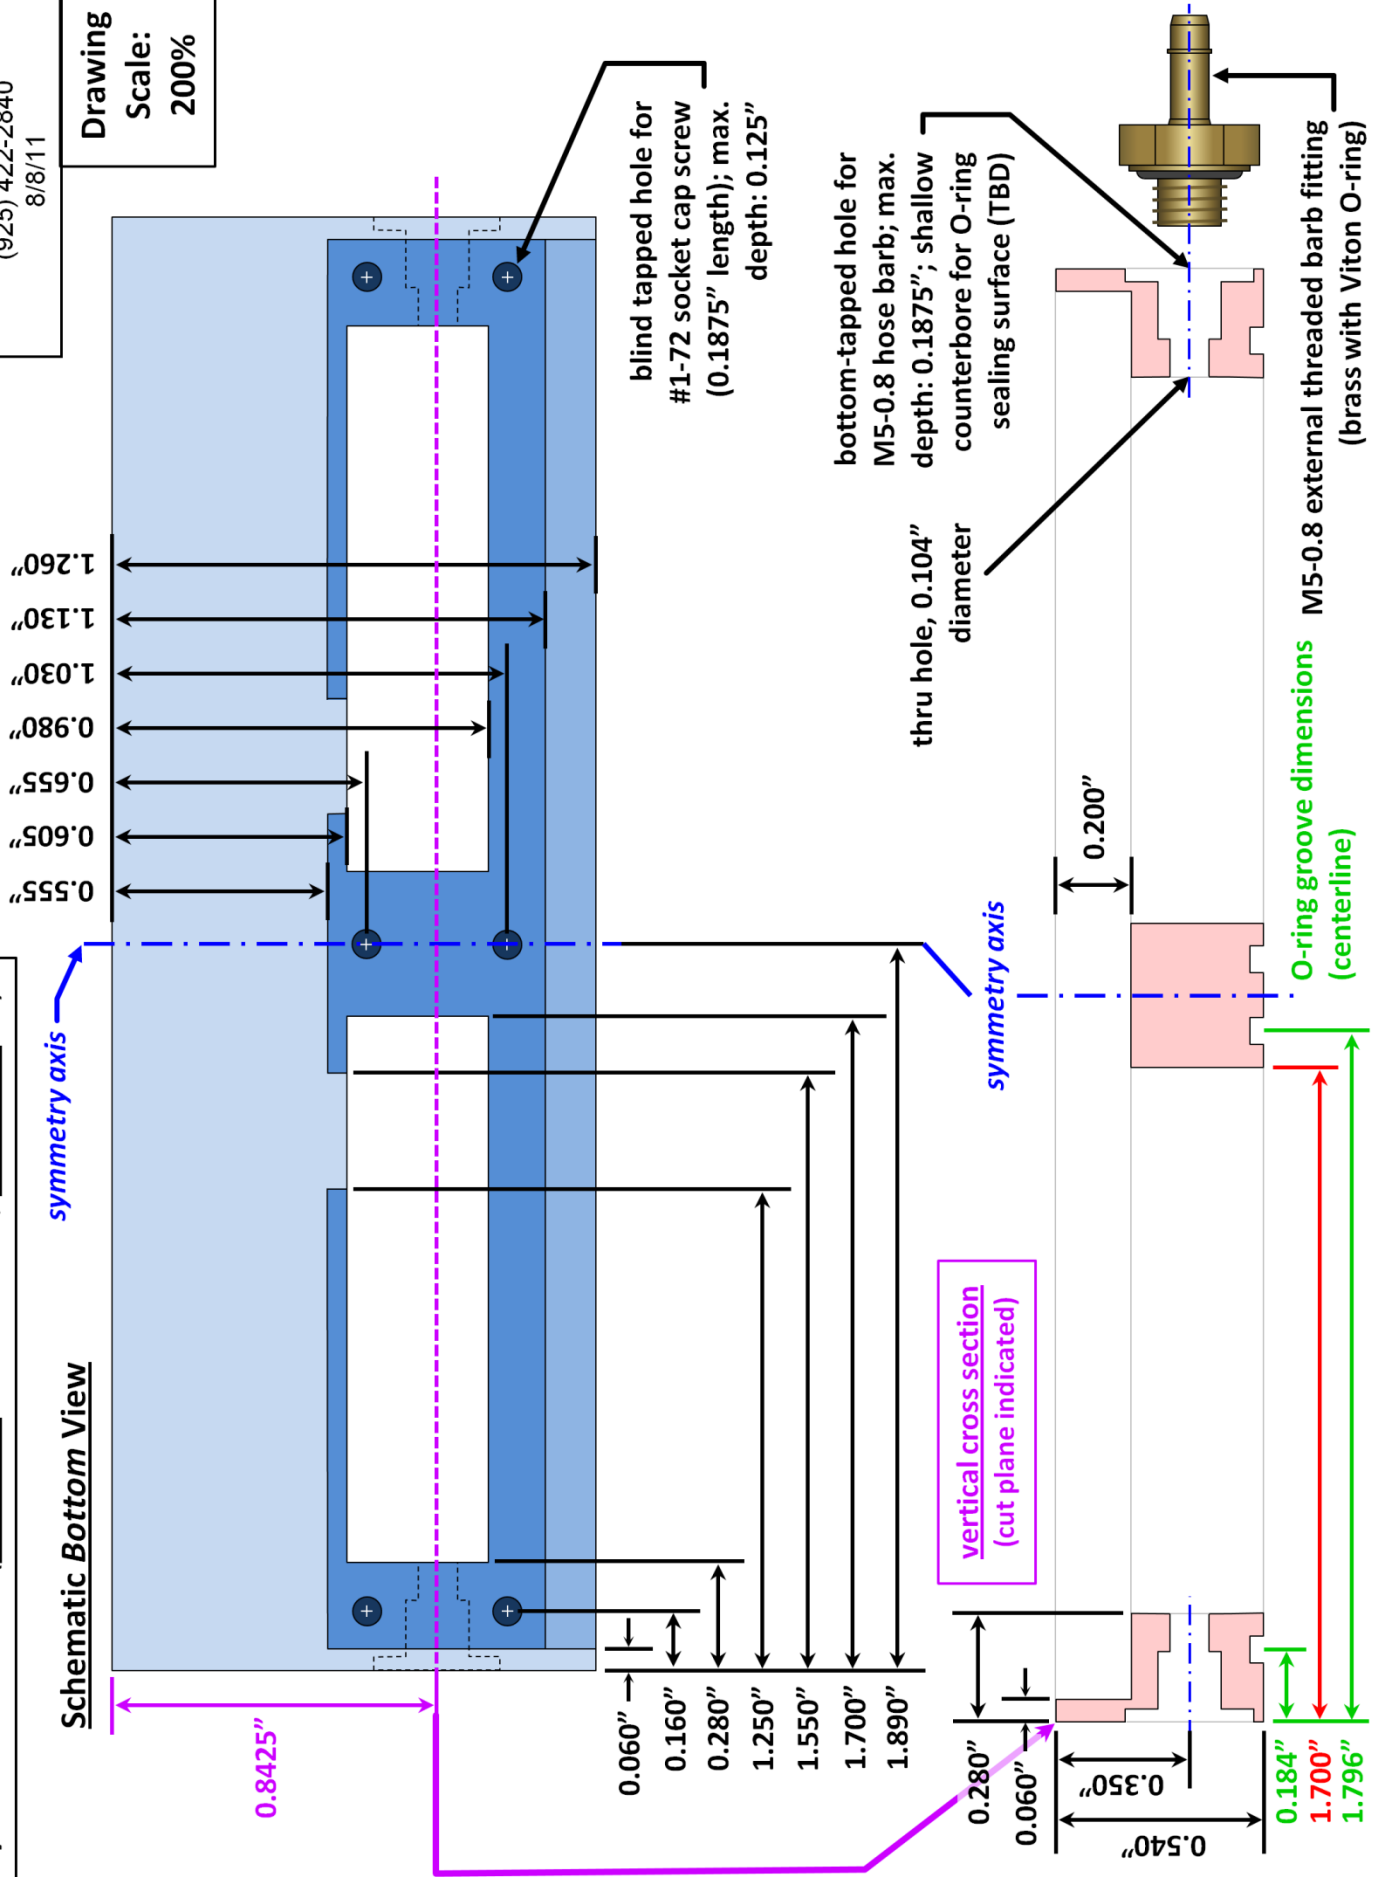 (925) 422-2840
8/8/11
Drawing
Scale:
200%
Schematic Bottom View
symmetry axis
0.555”
0.605”
0.655”
0.980”
1.030”
1.130”
1.260”
0.8425”
0.060”
0.160”
0.280”
1.250”
1.550”
1.700”
1.890”
blind tapped hole for
#1-72 socket cap screw
(0.1875” length); max.
depth: 0.125”
vertical cross section
(cut plane indicated)
symmetry axis
0.200”
thru hole, 0.104”
diameter
bottom-tapped hole for
M5-0.8 hose barb; max.
depth: 0.1875”; shallow
counterbore for O-ring
sealing surface (TBD)
0.280”
0.060”
0.350”
0.540”
0.184”
1.700”
1.796”
O-ring groove dimensions
(centerline)
M5-0.8 external threaded barb fitting
(brass with Viton O-ring)